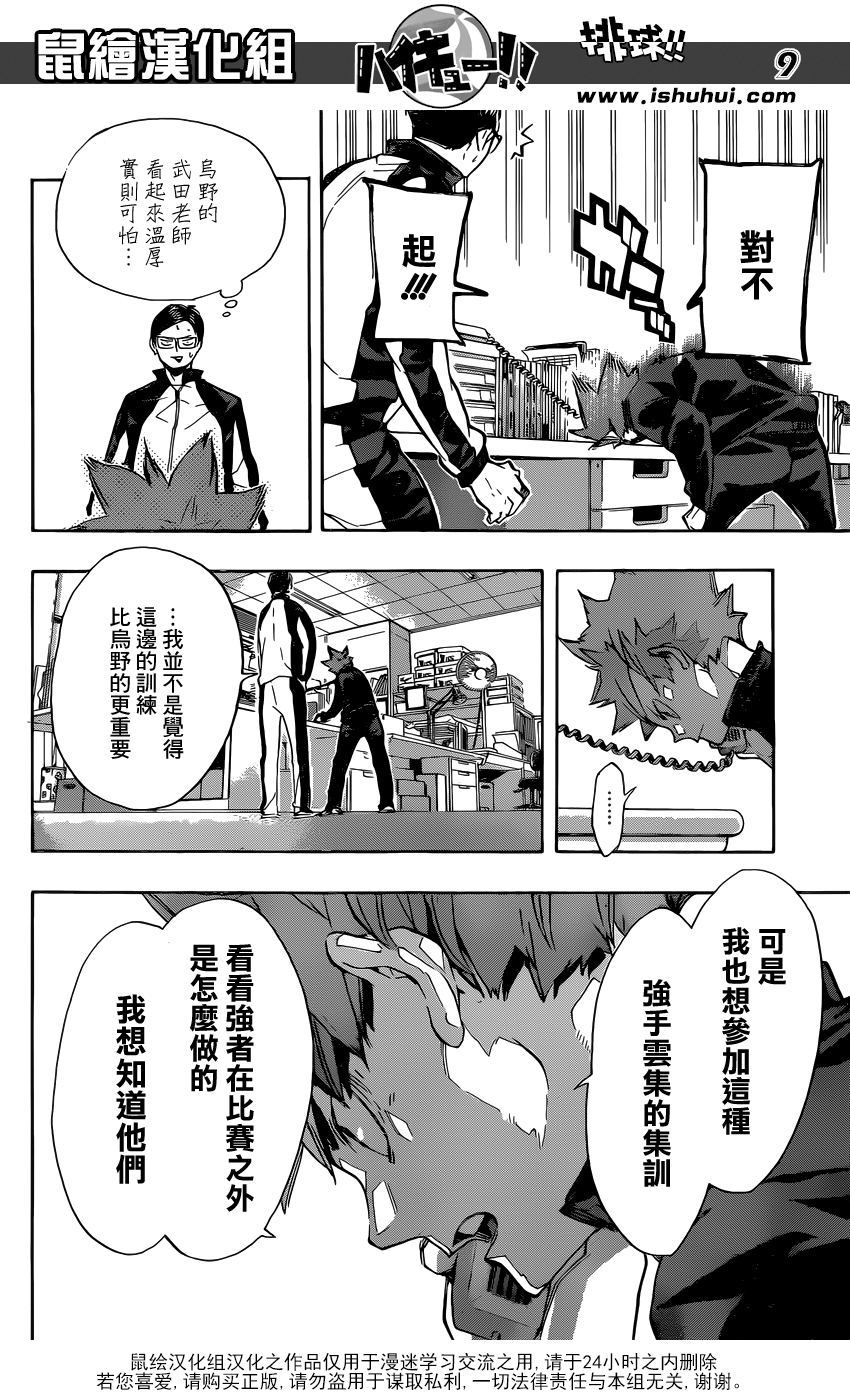 鼠繪漢化組
ハイキュー!!
排球!!
9
www.ishuhui.com
對不
起!!!
烏野的
武田老師
看起來溫厚
實則可怕…
……
…我並不是覺得
這邊的訓練
比烏野的更重要
可是
我也想參加這種
強手雲集的集訓
看看強者在比賽之外
是怎麼做的
我想知道他們
鼠绘汉化组汉化之作品仅用于漫迷学习交流之用,请于24小时之内删除
若您喜爱,请购买正版,请勿用于谋取私利,一切法律责任与本组无关,谢谢。